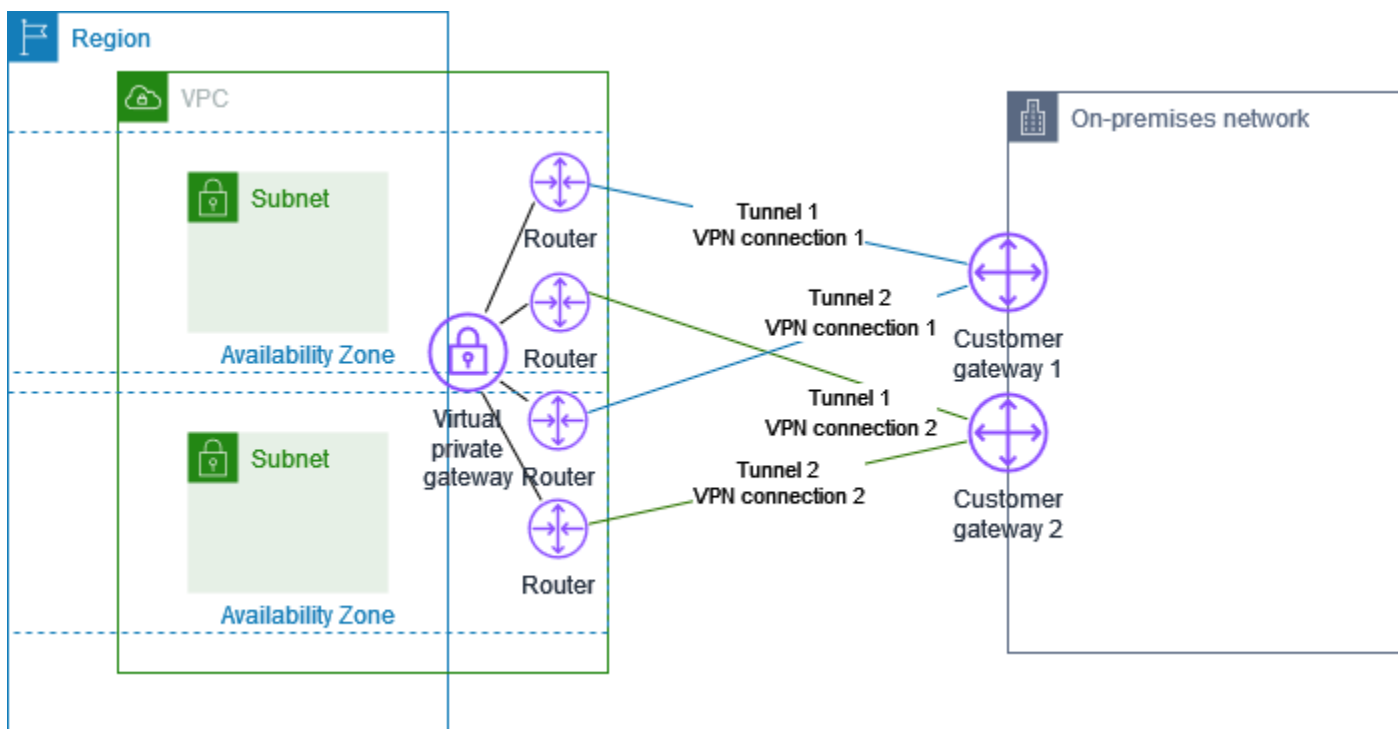 Region
VPC
On-premises network
Subnet
Router
Tunnel 1
VPN connection 1
Tunnel 2
VPN connection 1
Customer
gateway 1
Router
Availability Zone
Tunnel 1
VPN connection 2
Virtual
private
gateway
Router
Subnet
Tunnel 2
VPN connection 2
Customer
gateway 2
Router
Availability Zone